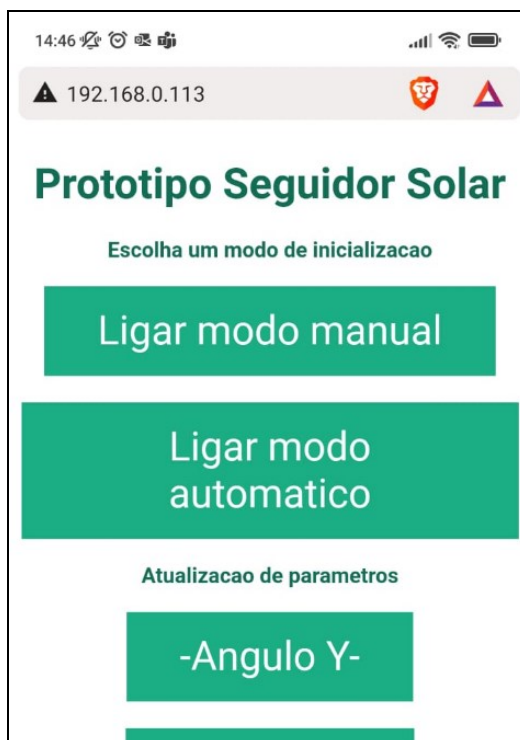 14:46
192.168.0.113
Prototipo Seguidor Solar
Escolha um modo de inicializacao
Ligar modo manual
Ligar modo
automatico
Atualizacao de parametros
-Angulo Y-